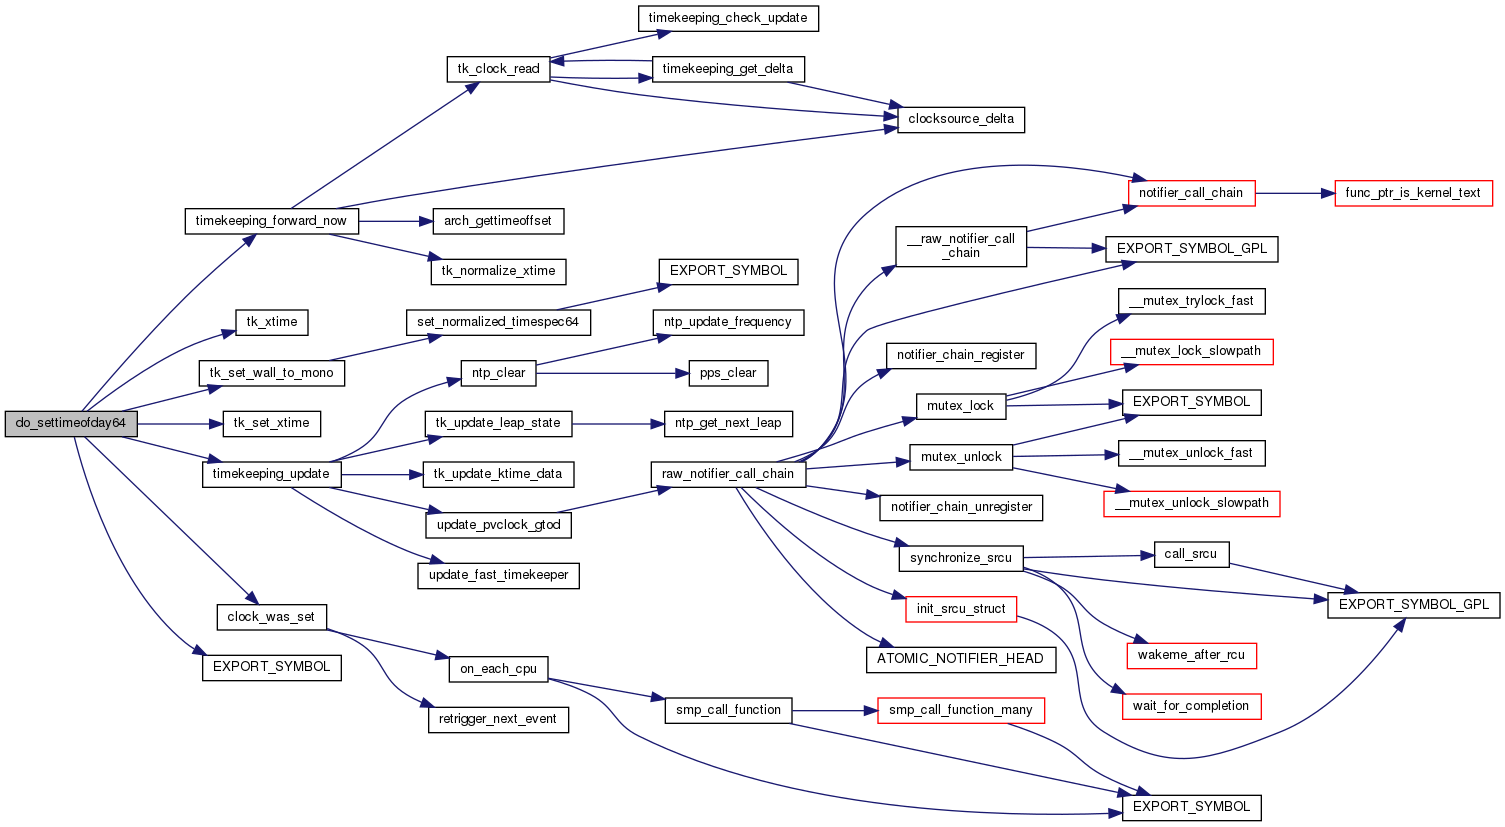 timekeeping_check_update
tk_clock_read
timekeeping_get_delta
clocksource_delta
notifier_call_chain
func_ptr_is_kernel_text
timekeeping_forward_now
arch_gettimeoffset
__raw_notifier_call
_chain
EXPORT_SYMBOL_GPL
tk_normalize_xtime
EXPORT_SYMBOL
__mutex_trylock_fast
tk_xtime
set_normalized_timespec64
ntp_update_frequency
notifier_chain_register
__mutex_lock_slowpath
tk_set_wall_to_mono
ntp_clear
pps_clear
mutex_lock
EXPORT_SYMBOL
do_settimeofday64
tk_set_xtime
tk_update_leap_state
ntp_get_next_leap
mutex_unlock
__mutex_unlock_fast
timekeeping_update
tk_update_ktime_data
raw_notifier_call_chain
notifier_chain_unregister
__mutex_unlock_slowpath
update_pvclock_gtod
synchronize_srcu
call_srcu
update_fast_timekeeper
init_srcu_struct
EXPORT_SYMBOL_GPL
clock_was_set
ATOMIC_NOTIFIER_HEAD
wakeme_after_rcu
EXPORT_SYMBOL
on_each_cpu
smp_call_function
smp_call_function_many
wait_for_completion
retrigger_next_event
EXPORT_SYMBOL